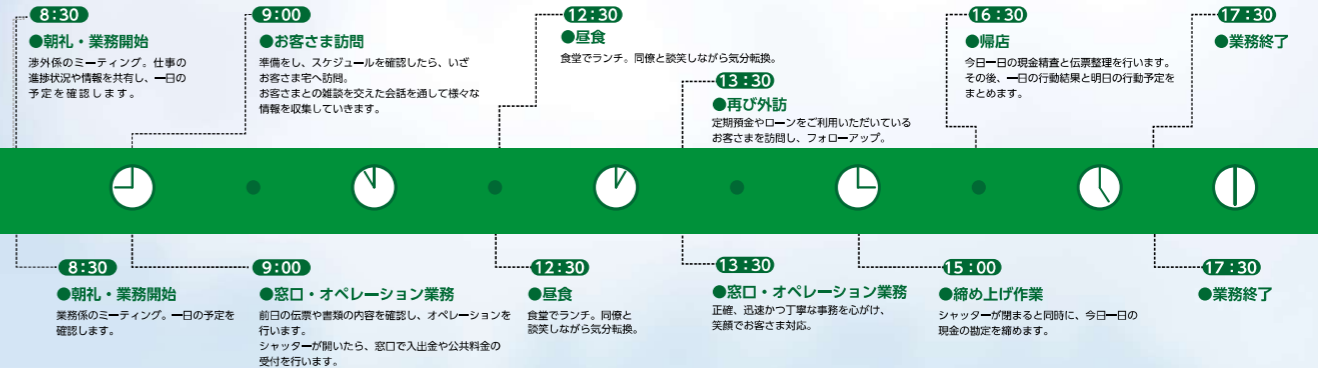 8:30
●朝礼・業務開始
渉外係のミーティング。仕事の
進捗状況や情報を共有し、一日の
予定を確認します。
9:00
●お客さま訪問
準備をし、スケジュールを確認したら、いざ
お客さま宅へ訪問。
お客さまとの雑談を交えた会話を通して様々な
情報を収集していきます。
12:30
●昼食
食堂でランチ。同僚と談笑しながら気分転換。
13:30
●再び外訪
定期預金やローンをご利用いただいている
お客さまを訪問し、フォローアップ。
16:30
●帰店
今日一日の現金精査と伝票整理を行います。
その後、一日の行動結果と明日の行動予定を
まとめます。
17:30
●業務終了
8:30
●朝礼・業務開始
業務係のミーティング。一日の予定を
確認します。
9:00
●窓口・オペレーション業務
前日の伝票や書類の内容を確認し、オペレーションを
行います。
シャッターが開いたら、窓口で入出金や公共料金の
受付を行います。
12:30
●昼食
食堂でランチ。同僚と
談笑しながら気分転換。
13:30
●窓口・オペレーション業務
正確、迅速かつ丁寧な事務を心がけ、
笑顔でお客さま対応。
15:00
●締め上げ作業
シャッターが閉まると同時に、今日一日の
現金の勘定を締めます。
17:30
●業務終了